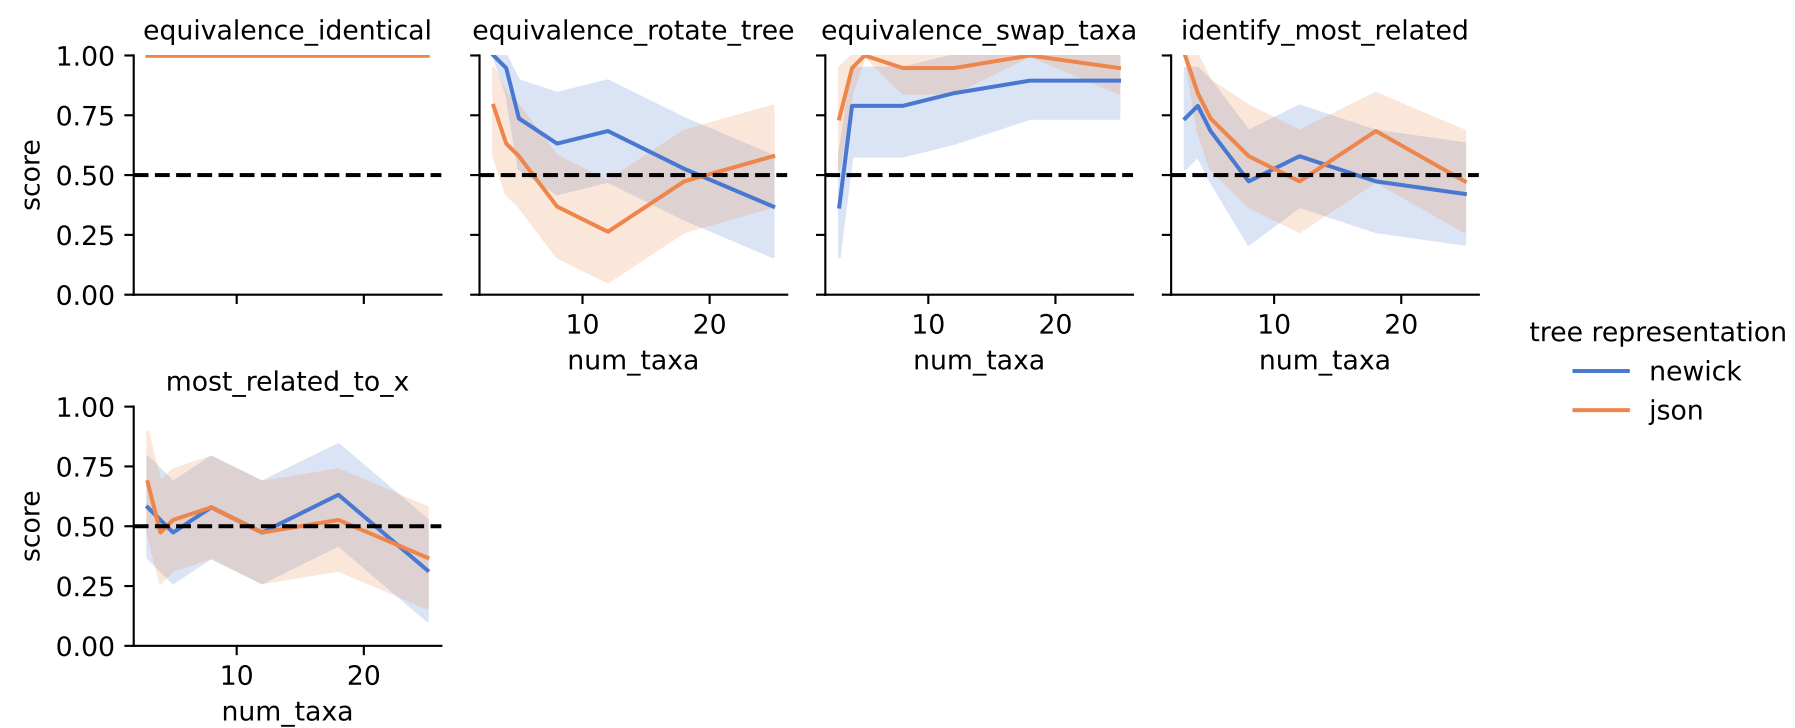 equivalence_identical
equivalence_rotate_tree
equivalence_swap_taxa
identify_most_related
1.00
0.75
0.50
0.25
0.00
score
10
20
num_taxa
10
20
num_taxa
10
20
num_taxa
most_related_to_x
1.00
0.75
0.50
0.25
0.00
score
10
20
num_taxa
tree representation
newick
json